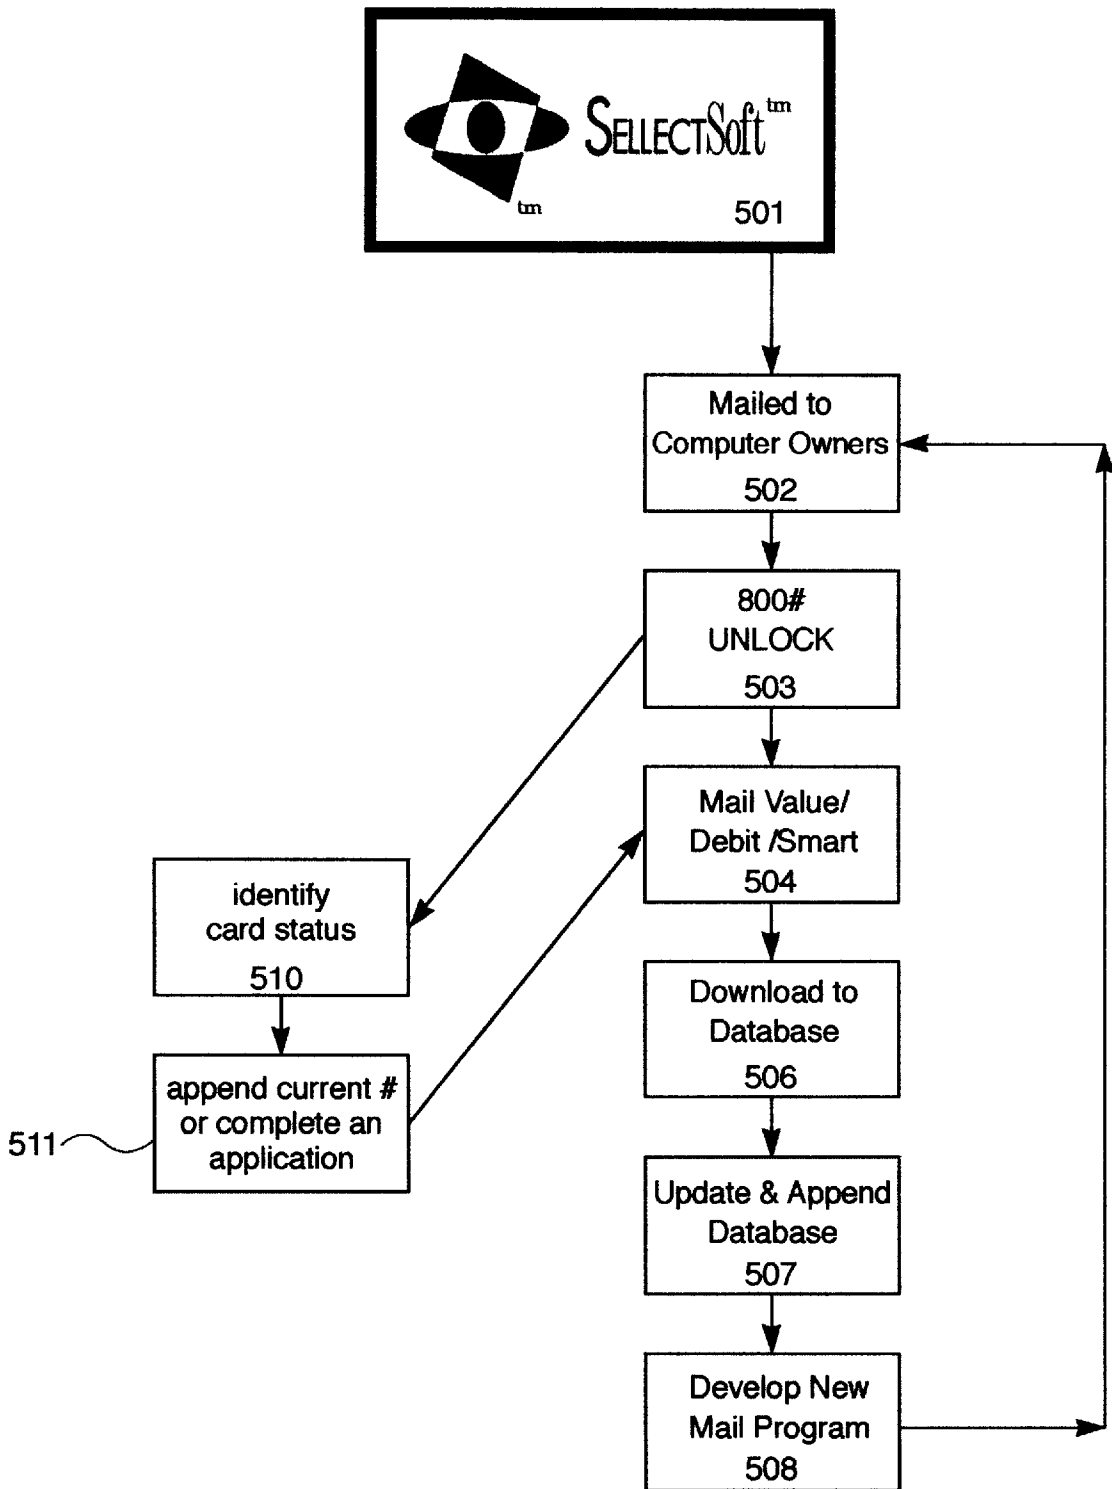 SELLECTSoft tm
tm
501
Mailed to
Computer Owners
502
800#
UNLOCK
503
Mail Value/
Debit /Smart
504
identify
card status
510
Download to
Database
506
append current #
or complete an
application
511
Update & Append
Database
507
Develop New
Mail Program
508